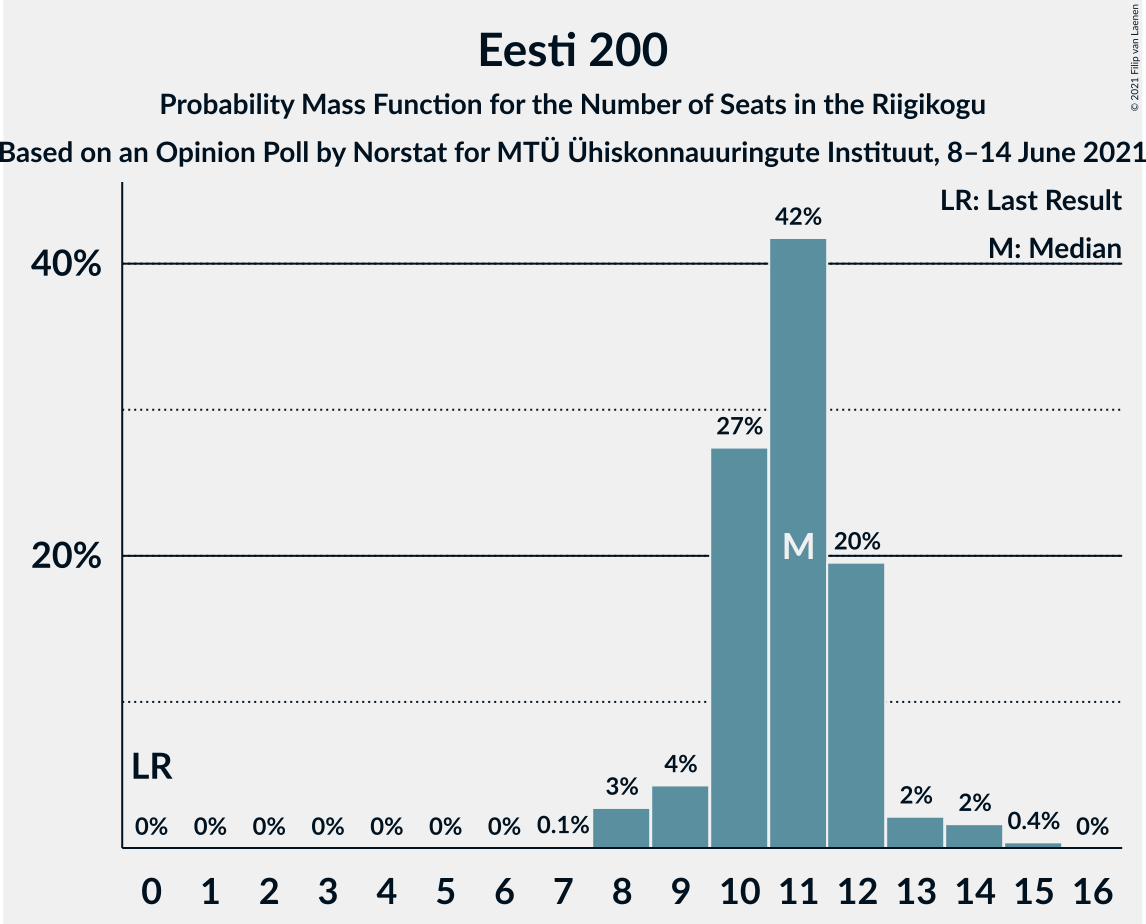 Eesti 200
Probability Mass Function for the Number of Seats in the Riigikogu
Based on an Opinion Poll by Norstat for MTÜ Ühiskonnauuringute Instituut, 8–14 June 2021
© 2021 Filip van Laenen
LR: Last Result
M: Median
42%
40%
27%
M
20%
20%
LR
0% 0% 0% 0% 0% 0% 0% 0.1% 3% 4% 2% 2% 0.4% 0%
0 1 2 3 4 5 6 7 8 9 10 11 12 13 14 15 16